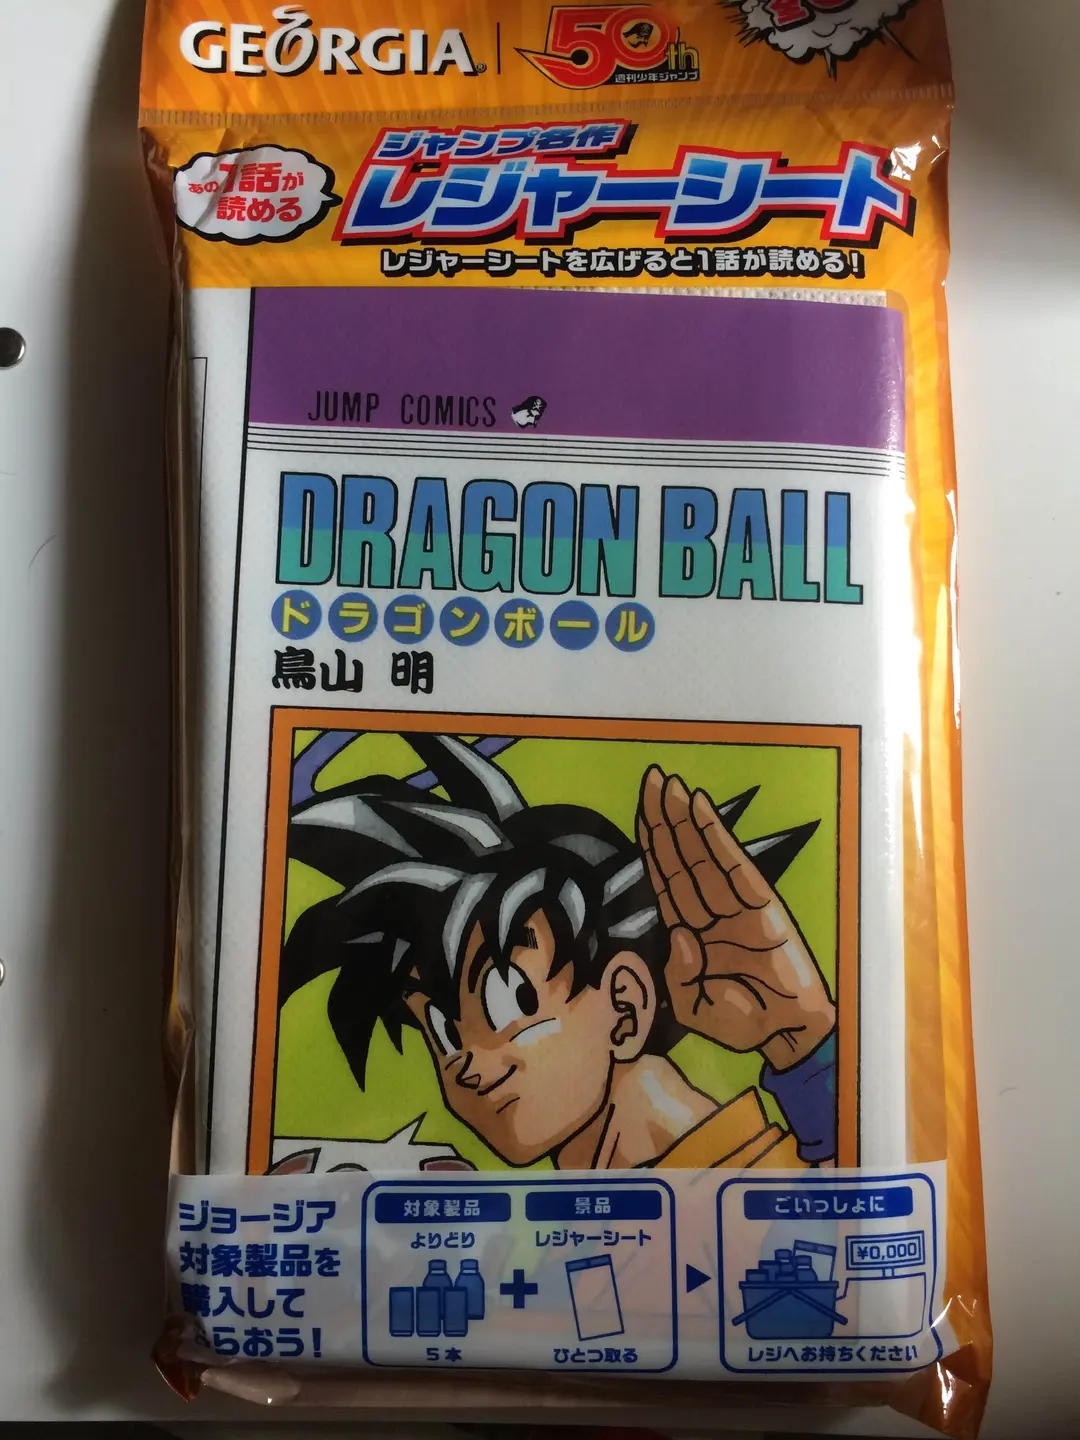 GEORGIA®
50th
週刊少年ジャンプ
ジャンプ名作
レジャーシート
あの1話が
読める
レジャーシートを広げると1話が読める!
JUMP COMICS
DRAGON BALL
ドラゴンボール
鳥山 明
ジョージア
対象製品を
購入して
もらおう!
対象製品
よりどり
5本
+
景品
レジャーシート
ひとつ取る
ごいっしょに
¥0,000
レジへお持ちください